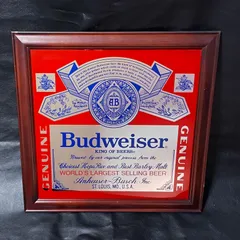 GENUINE
GENUINE
AB
Budweiser
KING OF BEERS®
Brewed by our original process from the
Choicest Hops, Rice and Best Barley Malt
WORLD'S LARGEST SELLING BEER
Anheuser-Busch, Inc.
ST. LOUIS, MO. U.S.A.